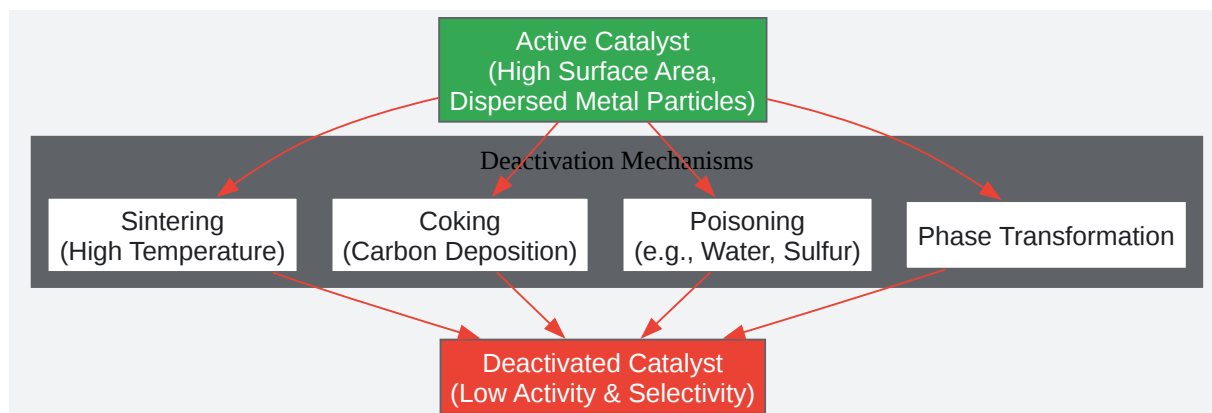 Active Catalyst
(High Surface Area,
Dispersed Metal Particles)
Deactivation Mechanisms
Sintering
(High Temperature)
Coking
(Carbon Deposition)
Poisoning
(e.g., Water, Sulfur)
Phase Transformation
Deactivated Catalyst
(Low Activity & Selectivity)